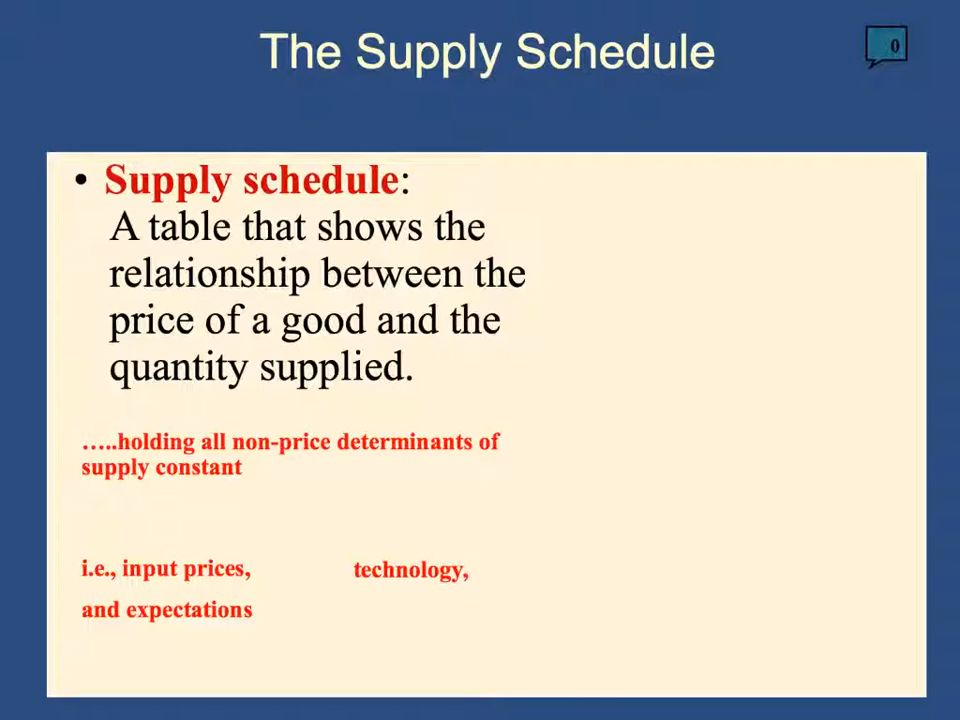 The Supply Schedule
0
• Supply schedule:
A table that shows the
relationship between the
price of a good and the
quantity supplied.
…..holding all non-price determinants of
supply constant
i.e., input prices, technology,
and expectations